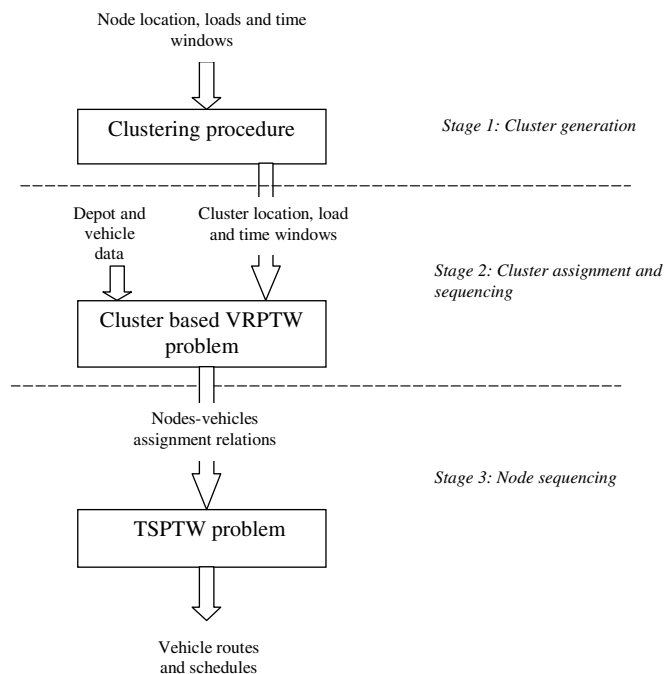 Node location, loads and time
windows
Clustering procedure
Stage 1: Cluster generation
Depot and
vehicle
data
Cluster location, load
and time windows
Stage 2: Cluster assignment and
sequencing
Cluster based VRPTW
problem
Nodes-vehicles
assignment relations
Stage 3: Node sequencing
TSPTW problem
Vehicle routes
and schedules